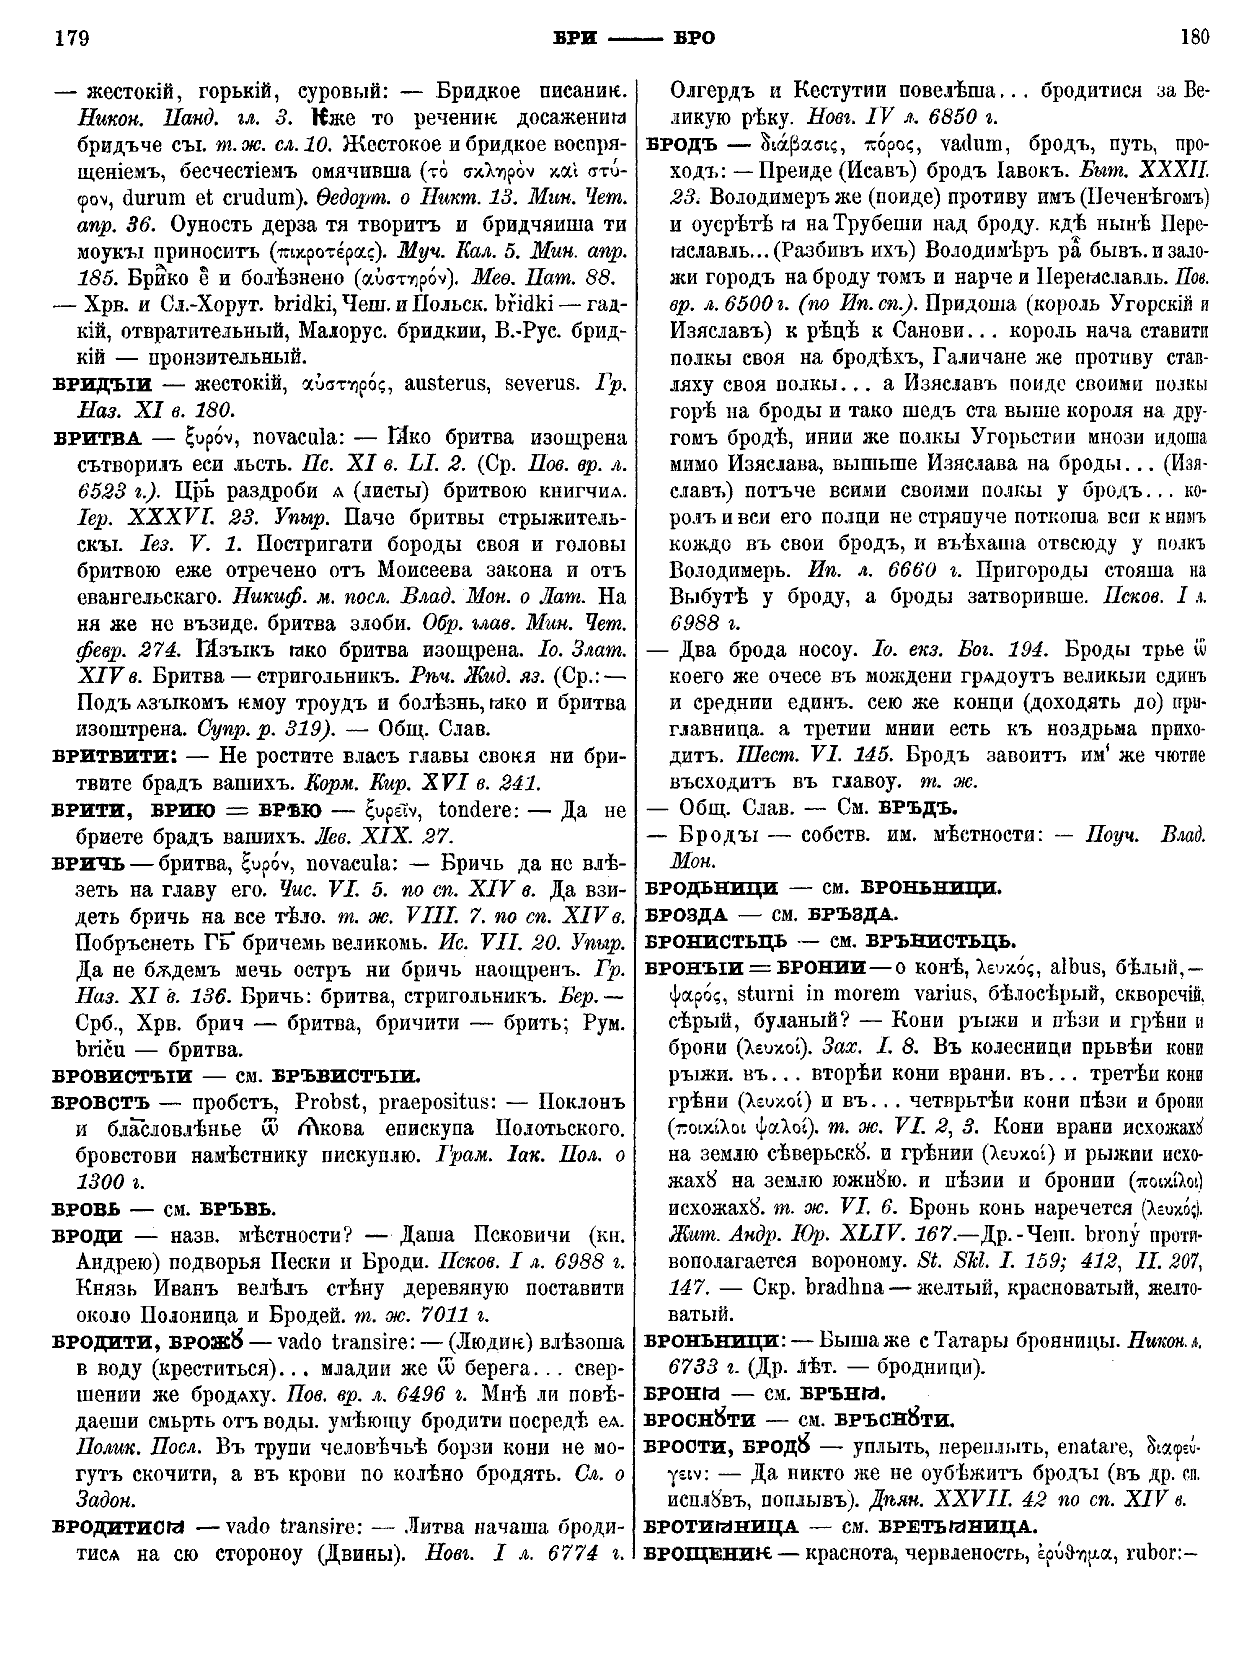 179
БРИ —— БРО
180
— жестокій, горькій, суровый: — Бридкое писаниѥ.
Никон. Панд. гл. 3. Ѥже то речениѥ досажениꙗ
бридъче съı. т. ж. сл. 10. Жестокое и бридкое воспря-
щеніемъ, бесчестіемъ омячивша (τὸ σκληρὸν καὶ στύ-
φον, durum et crudum). Ѳедорт. о Никт. 13. Мин. Чет.
апр. 36. Оуность дерза тя творитъ и бридчяиша ти
моукъı приноситъ (πικροτέρας). Муч. Кал. 5. Мин. апр.
185. Брико е и болѣзнено (αὐστηρόν). Меѳ. Пат. 88.
— Хрв. и Сл.-Хорут. bridki, Чеш. и Польск. břidki — гад-
кій, отвратительный, Малорус. бридкии, В.-Рус. брид-
кій — пронзительный.
БРИДЪІИ — жестокій, αὐστηρός, austerus, severus. Гр.
Наз. XI в. 180.
БРИТВА — ξυρόν, novacula: — Ꙗко бритва изощрена
сътворилъ еси льсть. Пс. XI в. LI. 2. (Ср. Пов. вр. л.
6523 г.). Црь раздроби ѧ (листы) бритвою книгчиѧ.
Іер. XXXVI. 23. Упыр. Паче бритвы стрыжитель-
скъı. Іез. V. 1. Постригати бороды своя и головы
бритвою еже отречено отъ Моисеева закона и отъ
евангельскаго. Никиф. м. посл. Влад. Мон. о Лат. На
ня же не възиде. бритва злоби. Обр. глав. Мин. Чет.
февр. 274. Ꙗзъıкъ ꙗко бритва изощрена. Іо. Злат.
XIV в. Бритва — стригольникъ. Рѣч. Жид. яз. (Ср.: —
Подъ ѧзъıкомъ ѥмоу троудъ и болѣзнь, ꙗко и бритва
изоштрена. Супр. р. 319). — Общ. Слав.
БРИТВИТИ: — Не ростите власъ главы своѥя ни бри-
твите брадъ вашихъ. Корм. Кир. XVI в. 241.
БРИТИ, БРИЮ = БРѢЮ — ξυρεῖν, tondere: — Да не
бриете брадъ вашихъ. Лев. XIX. 27.
БРИЧЬ — бритва, ξυρόν, novacula: — Бричь да не влѣ-
зеть на главу его. Чис. VI. 5. по сп. XIV в. Да взи-
деть бричь на все тѣло. т. ж. VIII. 7. по сп. XIV в.
Побръснеть ГЬ бричемь великомь. Ис. VII. 20. Упыр.
Да не бѫдемъ мечь остръ ни бричь наощренъ. Гр.
Наз. XI в. 136. Бричь: бритва, стригольникъ. Бер. —
Срб., Хрв. брич — бритва, бричити — брить; Рум.
briču — бритва.
БРОВИСТЪІИ — см. БРЪВИСТЪІИ.
БРОВСТЪ — пробстъ, Probst, praepositus: — Поклонъ
и блаcловлѣнье ѿ Ꙗкова епискупа Полотьского.
бровстови намѣстнику пискуплю. Грам. Іак. Пол. о
1300 г.
БРОВЬ — см. БРЪВЬ.
БРОДИ — назв. мѣстности? — Даша Псковичи (кн.
Андрею) подворья Пески и Броди. Псков. I л. 6988 г.
Князь Иванъ велѣлъ стѣну деревяную поставити
около Полоница и Бродей. т. ж. 7011 г.
БРОДИТИ, БРОЖꙋ — vado transire: — (Людиѥ) влѣзоша
в воду (креститься)... младии же ѿ берега... свер-
шении же бродѧху. Пов. вр. л. 6496 г. Мнѣ ли повѣ-
даеши смьрть отъ воды. умѣющу бродити посредѣ еѧ.
Полик. Посл. Въ трупи человѣчьѣ борзи кони не мо-
гутъ скочити, а въ крови по колѣно бродять. Сл. о
Задон.
БРОДИТИСꙖ — vado transire: — Литва начаша броди-
тисѧ на сю стороноу (Двины). Новг. I л. 6774 г.
Олгердъ и Кестутии повелѣша... бродитися за Ве-
ликую рѣку. Новг. IV л. 6850 г.
БРОДЪ — διάβασις, πόρος, vadum, бродъ, путь, про-
ходъ: — Преиде (Исавъ) бродъ Іавокъ. Быт. XXXII.
23. Володимеръ же (поиде) противу имъ (Печенѣгомъ)
и оусрѣтѣ ꙗ на Трубеши над броду. кдѣ нынѣ Пере-
ꙗславль... (Разбивъ ихъ) Володимѣръ ра бывъ. и зало-
жи городъ на броду томъ и нарче и Переꙗславль. Пов.
вр. л. 6500 г. (по Ип. сп.). Придоша (король Угорскій и
Изяславъ) к рѣцѣ к Санови... король нача ставити
полкы своя на бродѣхъ, Галичане же противу став-
ляху своя полкы... а Изяславъ поиде своими полкы
горѣ на броды и тако шедъ ста выше короля на дру-
гомъ бродѣ, инии же полкы Угорьстии мнози идоша
мимо Изяслава, вышьше Изяслава на броды... (Изя-
славъ) потъче всими своими полкы у бродъ... ко-
роль и вси его полци не стряпуче поткоша вси к нимъ
кождо въ свои бродъ, и въѣхаша отвсюду у полкъ
Володимерь. Ип. л. 6660 г. Пригороды стояша на
Выбутѣ у броду, а броды затворивше. Псков. I л.
6988 г.
— Два брода носоу. Іо. екз. Бог. 194. Броды трье ѿ
коего же очесе въ мождени грѧдоутъ великыи єдинъ
и среднии единъ. сею же конци (доходять до) при-
главница. а третии мнии есть къ ноздрьма прихо-
дитъ. Шест. VI. 145. Бродъ завоитъ им' же чютие
въсходитъ въ главоу. т. ж.
— Общ. Слав. — См. БРѢДЪ.
— Бродъı — собств. им. мѣстности: — Поуч. Влад.
Мон.
БРОДЬНИЦИ — см. БРОНЬНИЦИ.
БРОЗДА — см. БРЪЗДА.
БРОНИСТЬЦЬ — см. БРЪНИСТЬЦЬ.
БРОНЪІИ = БРОНИИ — о конѣ, λευκός, albus, бѣлый, —
ψαρός, sturni in morem varius, бѣлосѣрый, скворечій,
сѣрый, буланый? — Кони рыжи и пѣзи и грѣни и
брони (λευκοί). Зах. I. 8. Въ колесници прьвѣи кони
ръıжи. въ... вторѣи кони врани. въ... третѣи кони
грѣни (λευκοί) и въ... четврьтѣи кони пѣзи и брони
(ποικίλοι ψαλοί). т. ж. VI. 2, 3. Кони врани исхожахꙋ
на землю сѣверьскꙋ. и грѣнии (λευκοί) и рыжии исхо-
жахꙋ на землю южнꙋю. и пѣзии и бронии (ποικίλοι)
исхожахꙋ. т. ж. VI. 6. Бронь конь наречется (λευκός).
Жит. Андр. Юр. XLIV. 167.—Др.-Чеш. broný проти-
вополагается вороному. St. Skl. I. 159; 412, II. 207,
147. — Скр. bradhna — желтый, красноватый, желто-
ватый.
БРОНЬНИЦИ: — Быша же с Татары бронницы. Никон. л.
6733 г. (Др. лѣт. — бродници).
БРОНꙖ — см. БРЪНꙖ.
БРОСНꙋТИ — см. БРЪСНꙋТИ.
БРОСТИ, БРОДꙋ — уплыть, переплыть, enatare, διαφεύ-
γειν: — Да никто же не оубѣжитъ бродъı (въ др. сп.
исплꙋвъ, поплывъ). Дѣян. XXVII. 42 по сп. XIV в.
БРОТИꙖНИЦА — см. БРЕТЬꙖНИЦА.
БРОЩЕНИѤ — краснота, червленость, ἐρύθημα, rubor: —